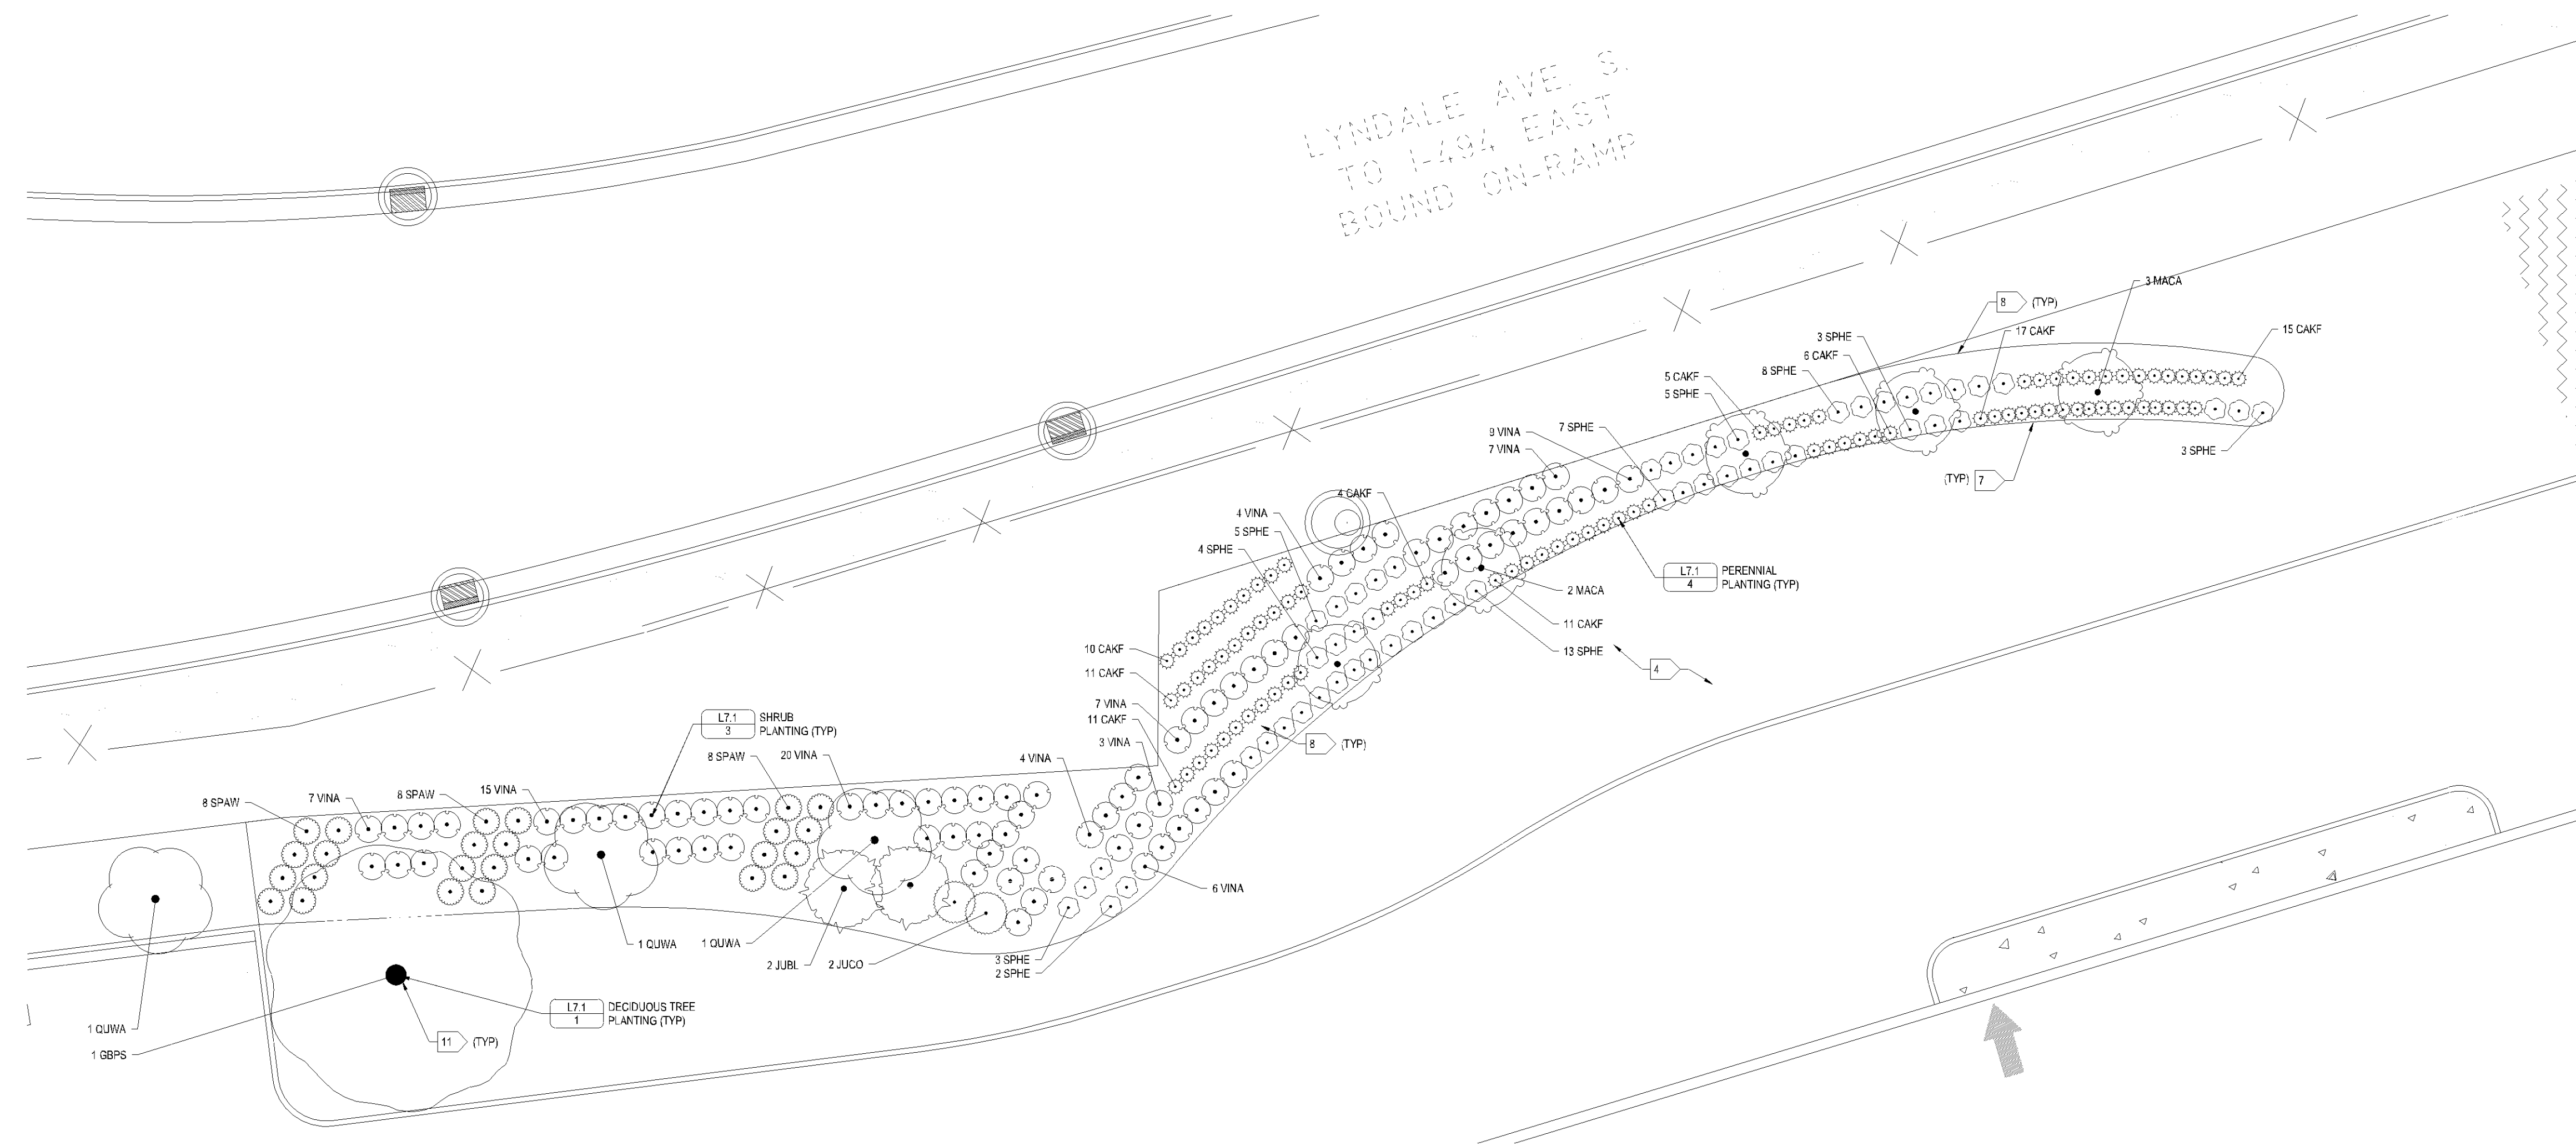 LYNDALE AVE. S.
TO I-494 EAST
BOUND ON-RAMP
3 MACA
8 (TYP)
17 CAKF
15 CAKF
3 SPHE
6 CAKF
8 SPHE
5 CAKF
5 SPHE
7 SPHE
9 VINA
7 VINA
3 SPHE
(TYP) 7
4 CAKF
4 VINA
5 SPHE
4 SPHE
L7.1 PERENNIAL
4 PLANTING (TYP)
2 MACA
11 CAKF
13 SPHE
4
10 CAKF
11 CAKF
7 VINA
11 CAKF
3 VINA
8 (TYP)
L7.1 SHRUB
3 PLANTING (TYP)
8 SPAW
20 VINA
4 VINA
8 SPAW
7 VINA
8 SPAW
15 VINA
6 VINA
1 QUWA
1 QUWA
2 JUBL
2 JUCO
3 SPHE
2 SPHE
L7.1 DECIDUOUS TREE
1 PLANTING (TYP)
1 QUWA
1 GBPS
11 (TYP)